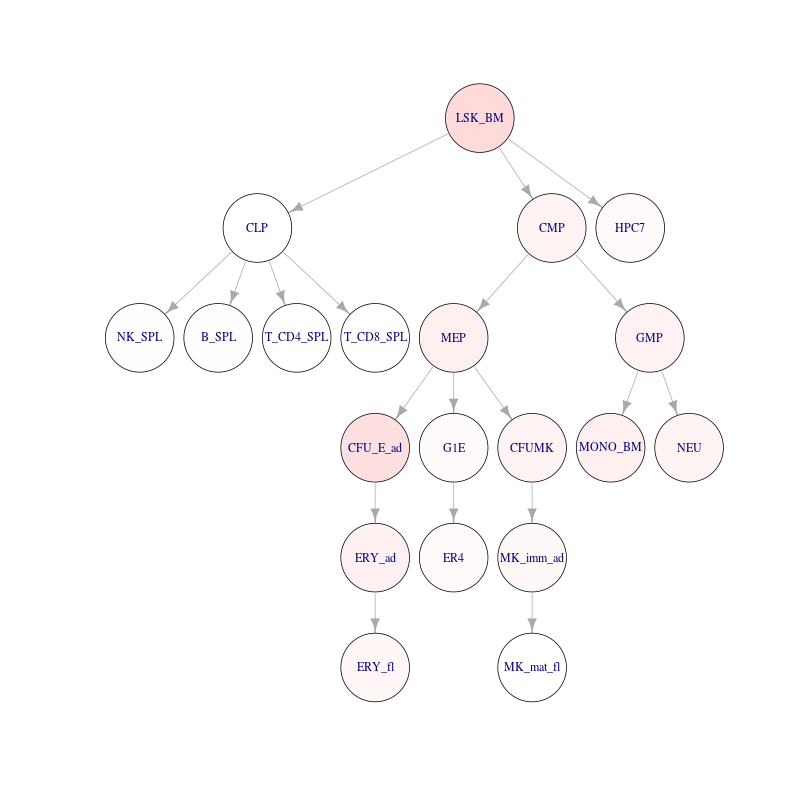 LSK_BM
CLP
CMP
HPC7
NK_SPL
B_SPL
T_CD4_SPL
T_CD8_SPL
MEP
GMP
CFU_E_ad
G1E
CFUMK
MONO_BM
NEU
ERY_ad
ER4
MK_imm_ad
ERY_fl
MK_mat_fl